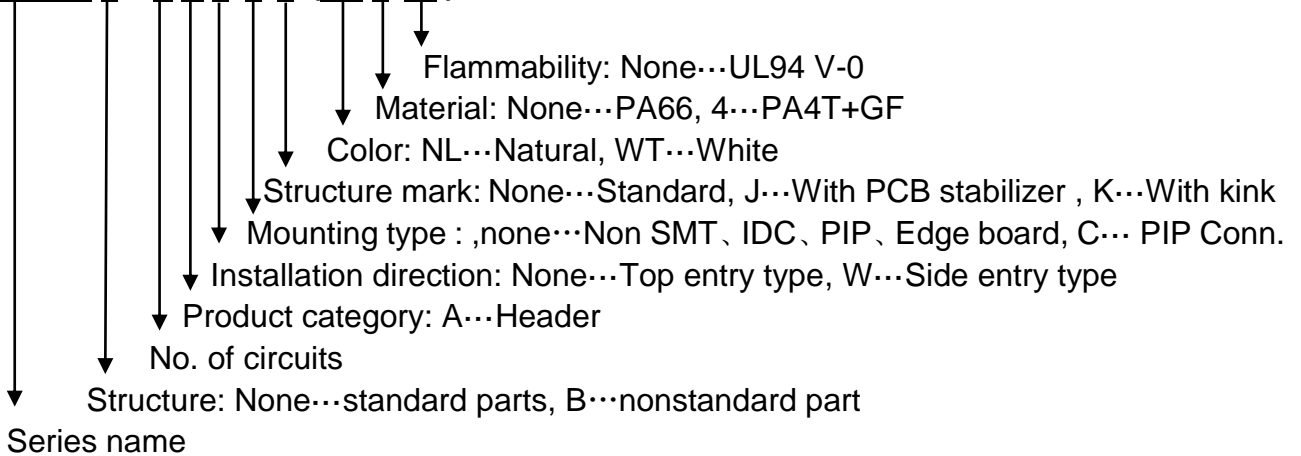 Flammability: None⋯UL94 V-0
Material: None⋯PA66, 4⋯PA4T+GF
Color: NL⋯Natural, WT⋯White
Structure mark: None⋯Standard, J⋯With PCB stabilizer , K⋯With kink
Mounting type : ,none⋯Non SMT、IDC、PIP、Edge board, C⋯ PIP Conn.
Installation direction: None⋯Top entry type, W⋯Side entry type
Product category: A⋯Header
No. of circuits
Structure: None⋯standard parts, B⋯nonstandard part
Series name